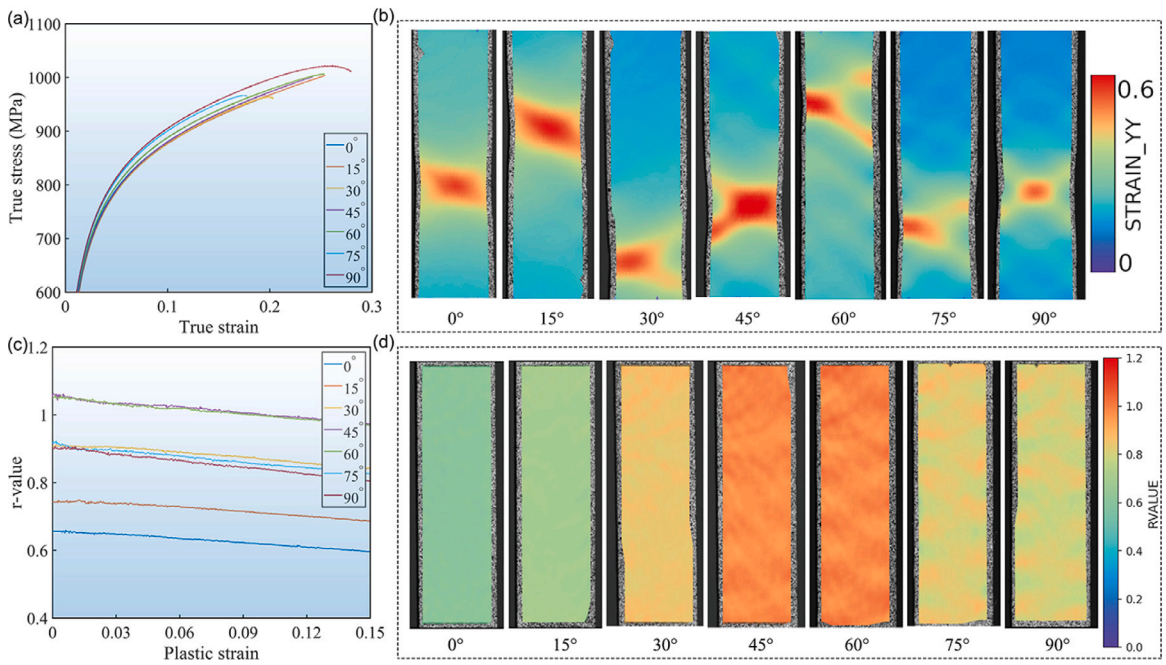 (a)
1100
1000
900
800
700
600
0
0.1
0.2
0.3
True stress (MPa)
True strain
0°
15°
30°
45°
60°
75°
90°
(b)
0° 15° 30° 45° 60° 75° 90°
0.6
STRAIN_YY
0
(c)
1.2
1
0.8
0.6
0.4
0 0.03 0.06 0.09 0.12 0.15
r-value
Plastic strain
0°
15°
30°
45°
60°
75°
90°
(d)
0° 15° 30° 45° 60° 75° 90°
1.2
1.0
0.8
0.6
0.4
0.2
0.0
RVALUE